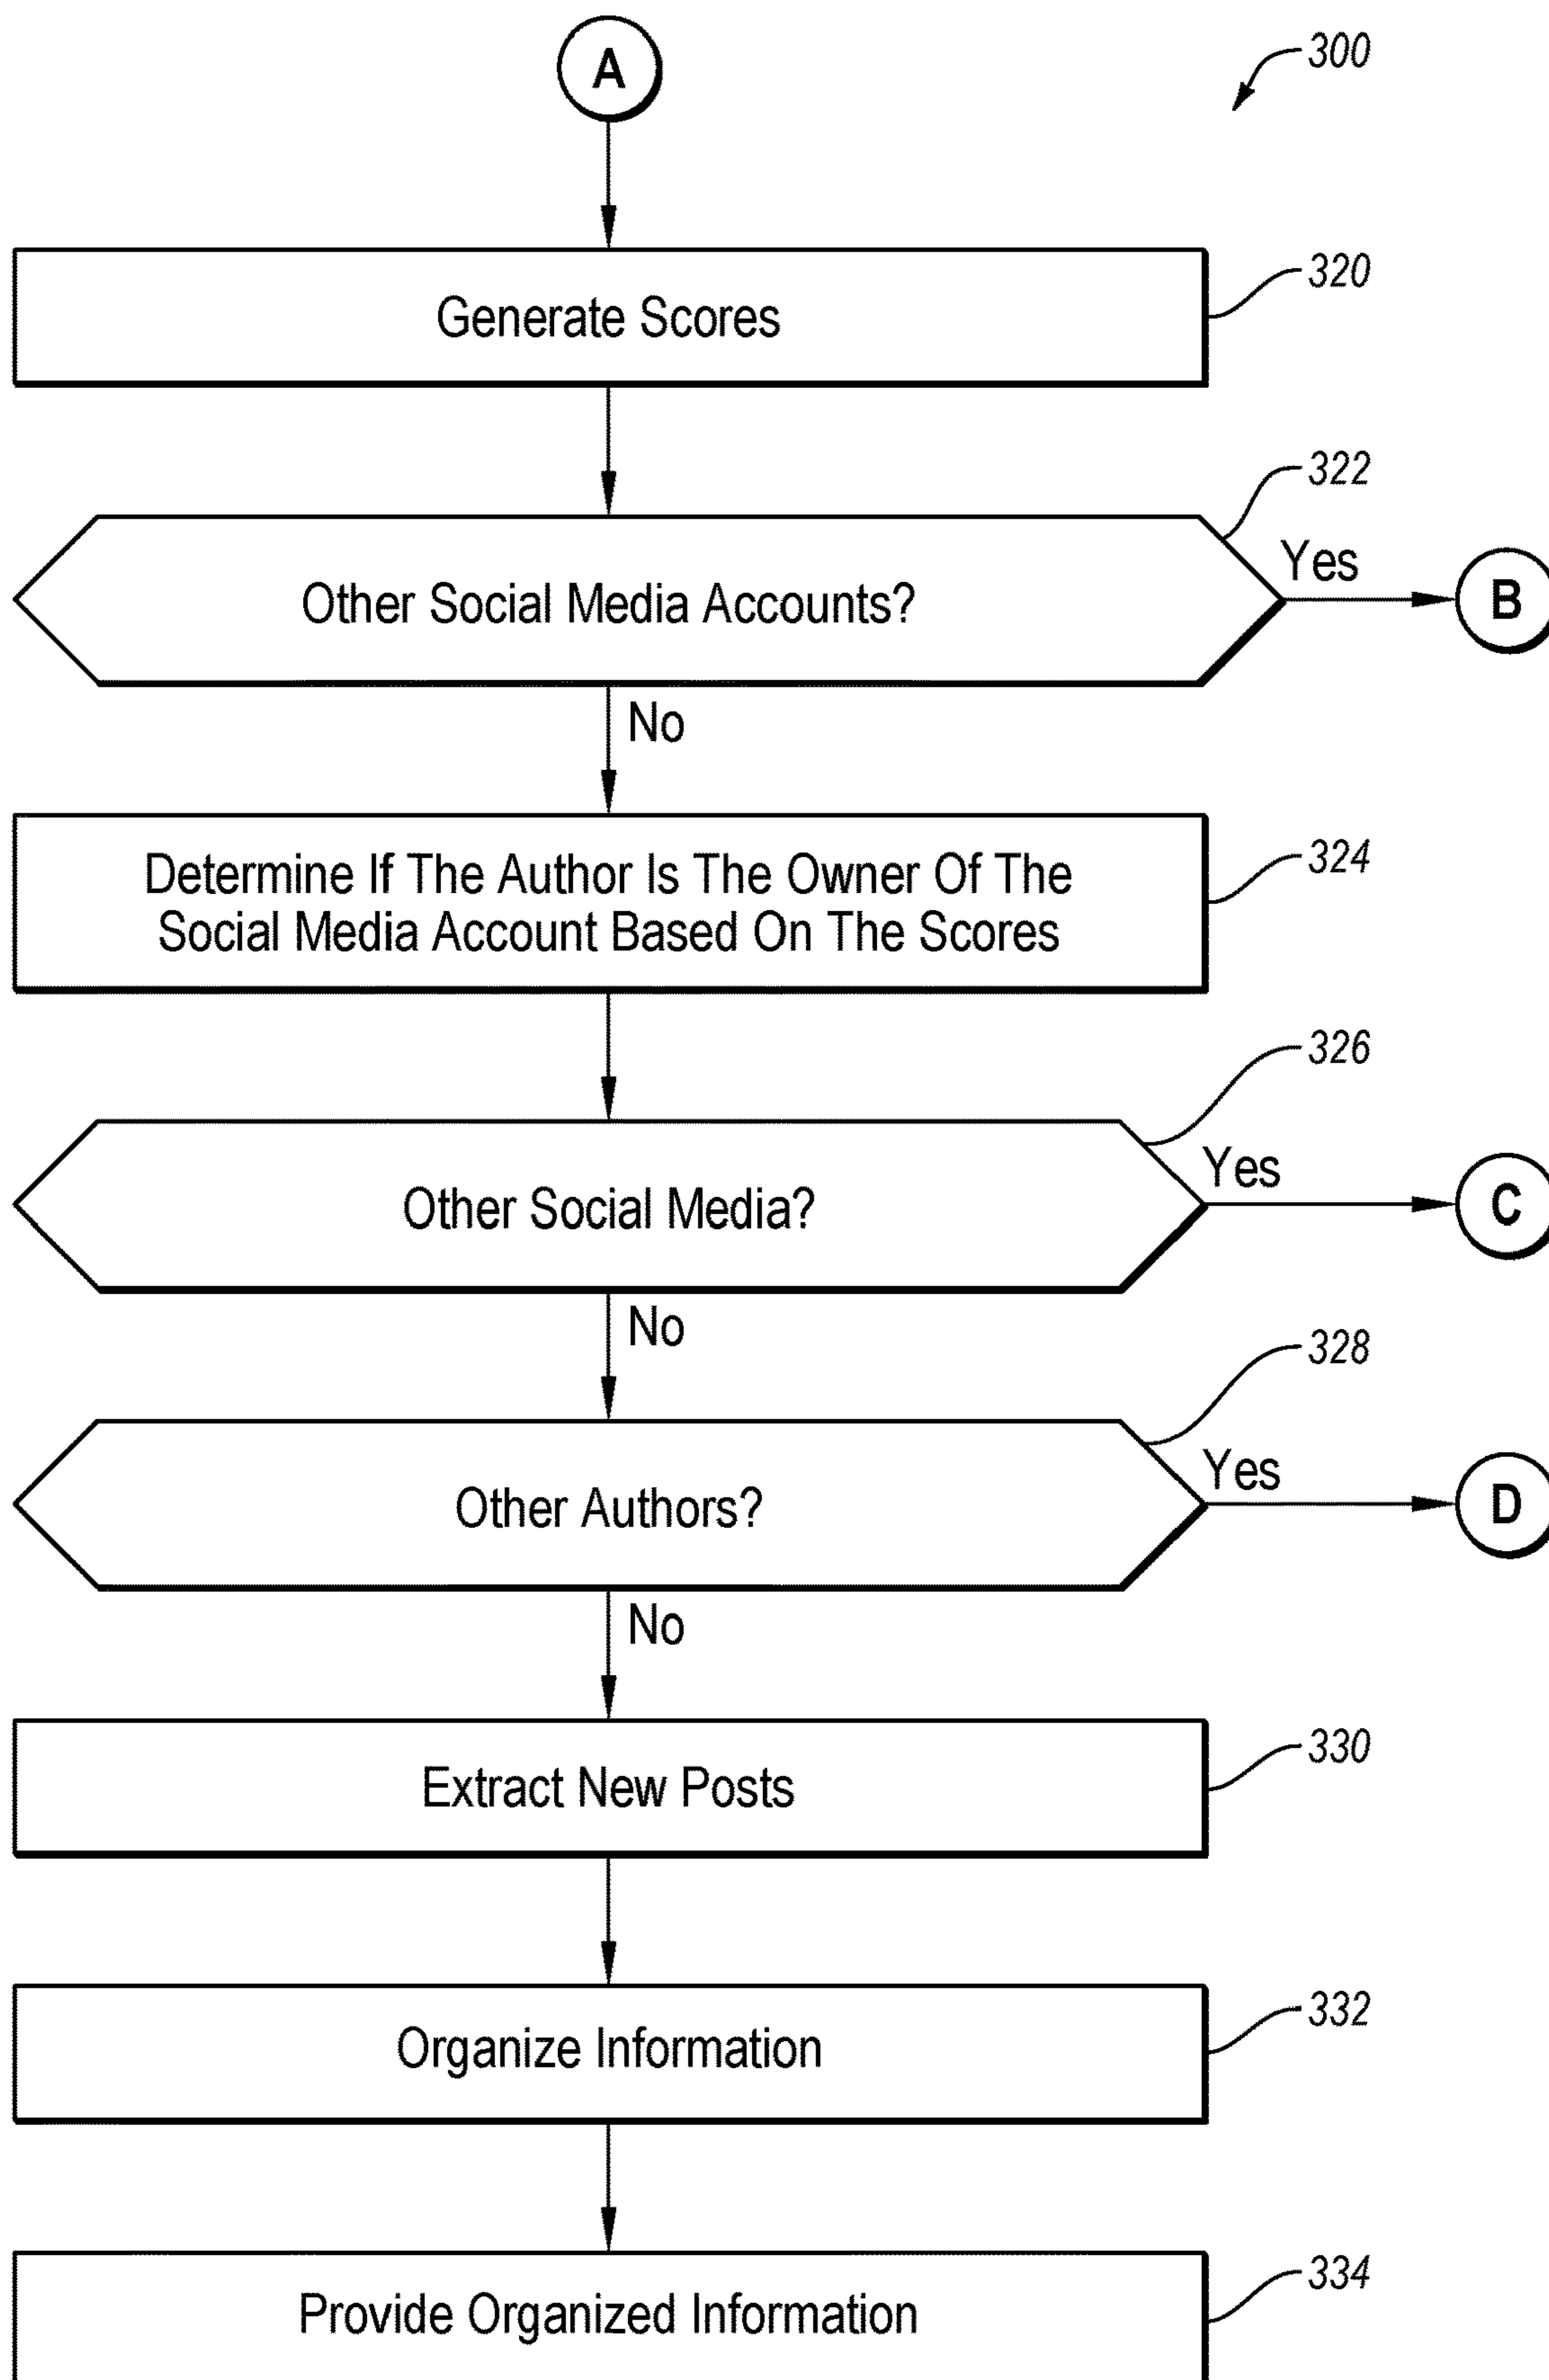 A
300
Generate Scores
320
322
Other Social Media Accounts?
Yes
B
No
Determine If The Author Is The Owner Of The
Social Media Account Based On The Scores
324
326
Other Social Media?
Yes
C
No
328
Other Authors?
Yes
D
No
Extract New Posts
330
Organize Information
332
Provide Organized Information
334